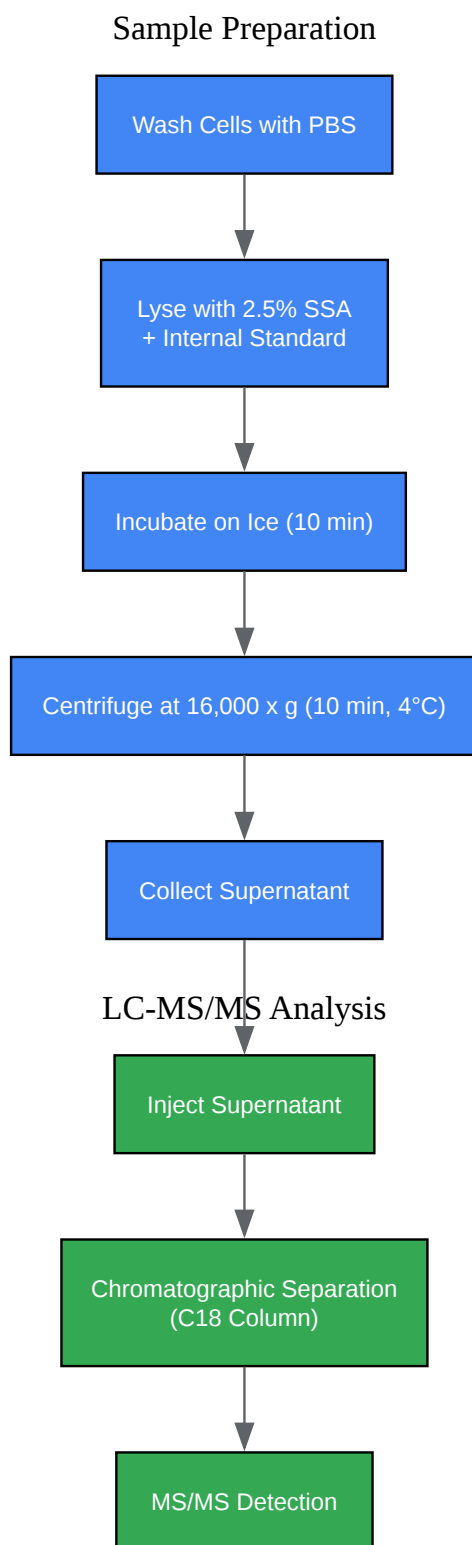 Sample Preparation
Wash Cells with PBS
Lyse with 2.5% SSA
+ Internal Standard
Incubate on Ice (10 min)
Centrifuge at 16,000 x g (10 min, 4°C)
Collect Supernatant
LC-MS/MS Analysis
Inject Supernatant
Chromatographic Separation
(C18 Column)
MS/MS Detection